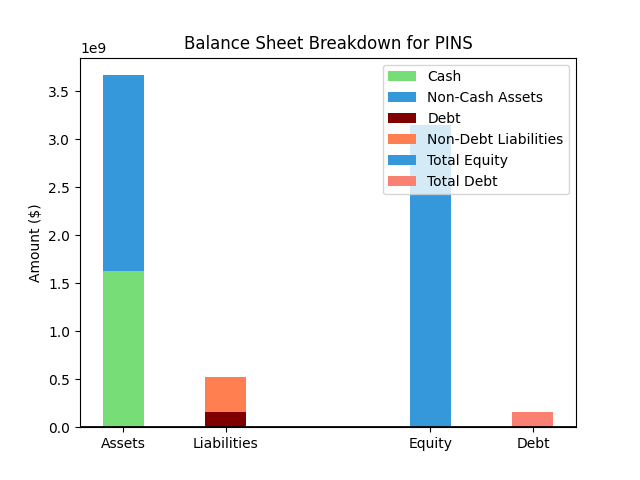 Balance Sheet Breakdown for PINS
1e9
Cash
Non-Cash Assets
Debt
Non-Debt Liabilities
Total Equity
Total Debt
Amount ($)
3.5
3.0
2.5
2.0
1.5
1.0
0.5
0.0
Assets
Liabilities
Equity
Debt